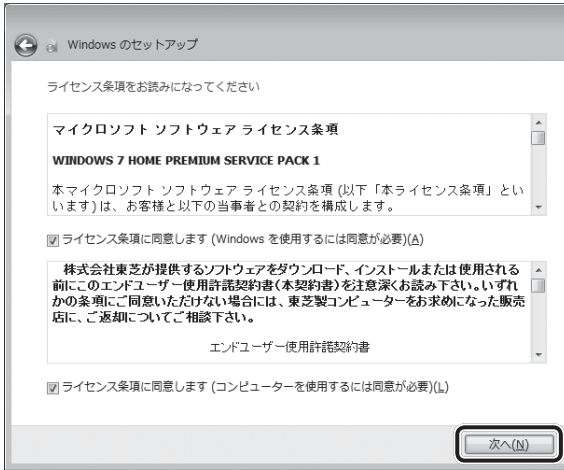 Windows のセットアップ
ライセンス条項をお読みになってください
マイクロソフト ソフトウェア ライセンス条項
WINDOWS 7 HOME PREMIUM SERVICE PACK 1
本マイクロソフト ソフトウェア ライセンス条項 (以下「本ライセンス条項」とい
います) は、お客様と以下の当事者との契約を構成します。
ライセンス条項に同意します (Windows を使用するには同意が必要)(A)
株式会社東芝が提供するソフトウェアをダウンロード、インストールまたは使用される
前にこのエンドユーザー使用許諾契約書(本契約書)を注意深くお読み下さい。いずれ
かの条項にご同意いただけない場合には、東芝製コンピューターをお求めになった販売
店に、ご返却についてご相談下さい。
エンドユーザー使用許諾契約書
ライセンス条項に同意します (コンピューターを使用するには同意が必要)(L)
次へ(N)